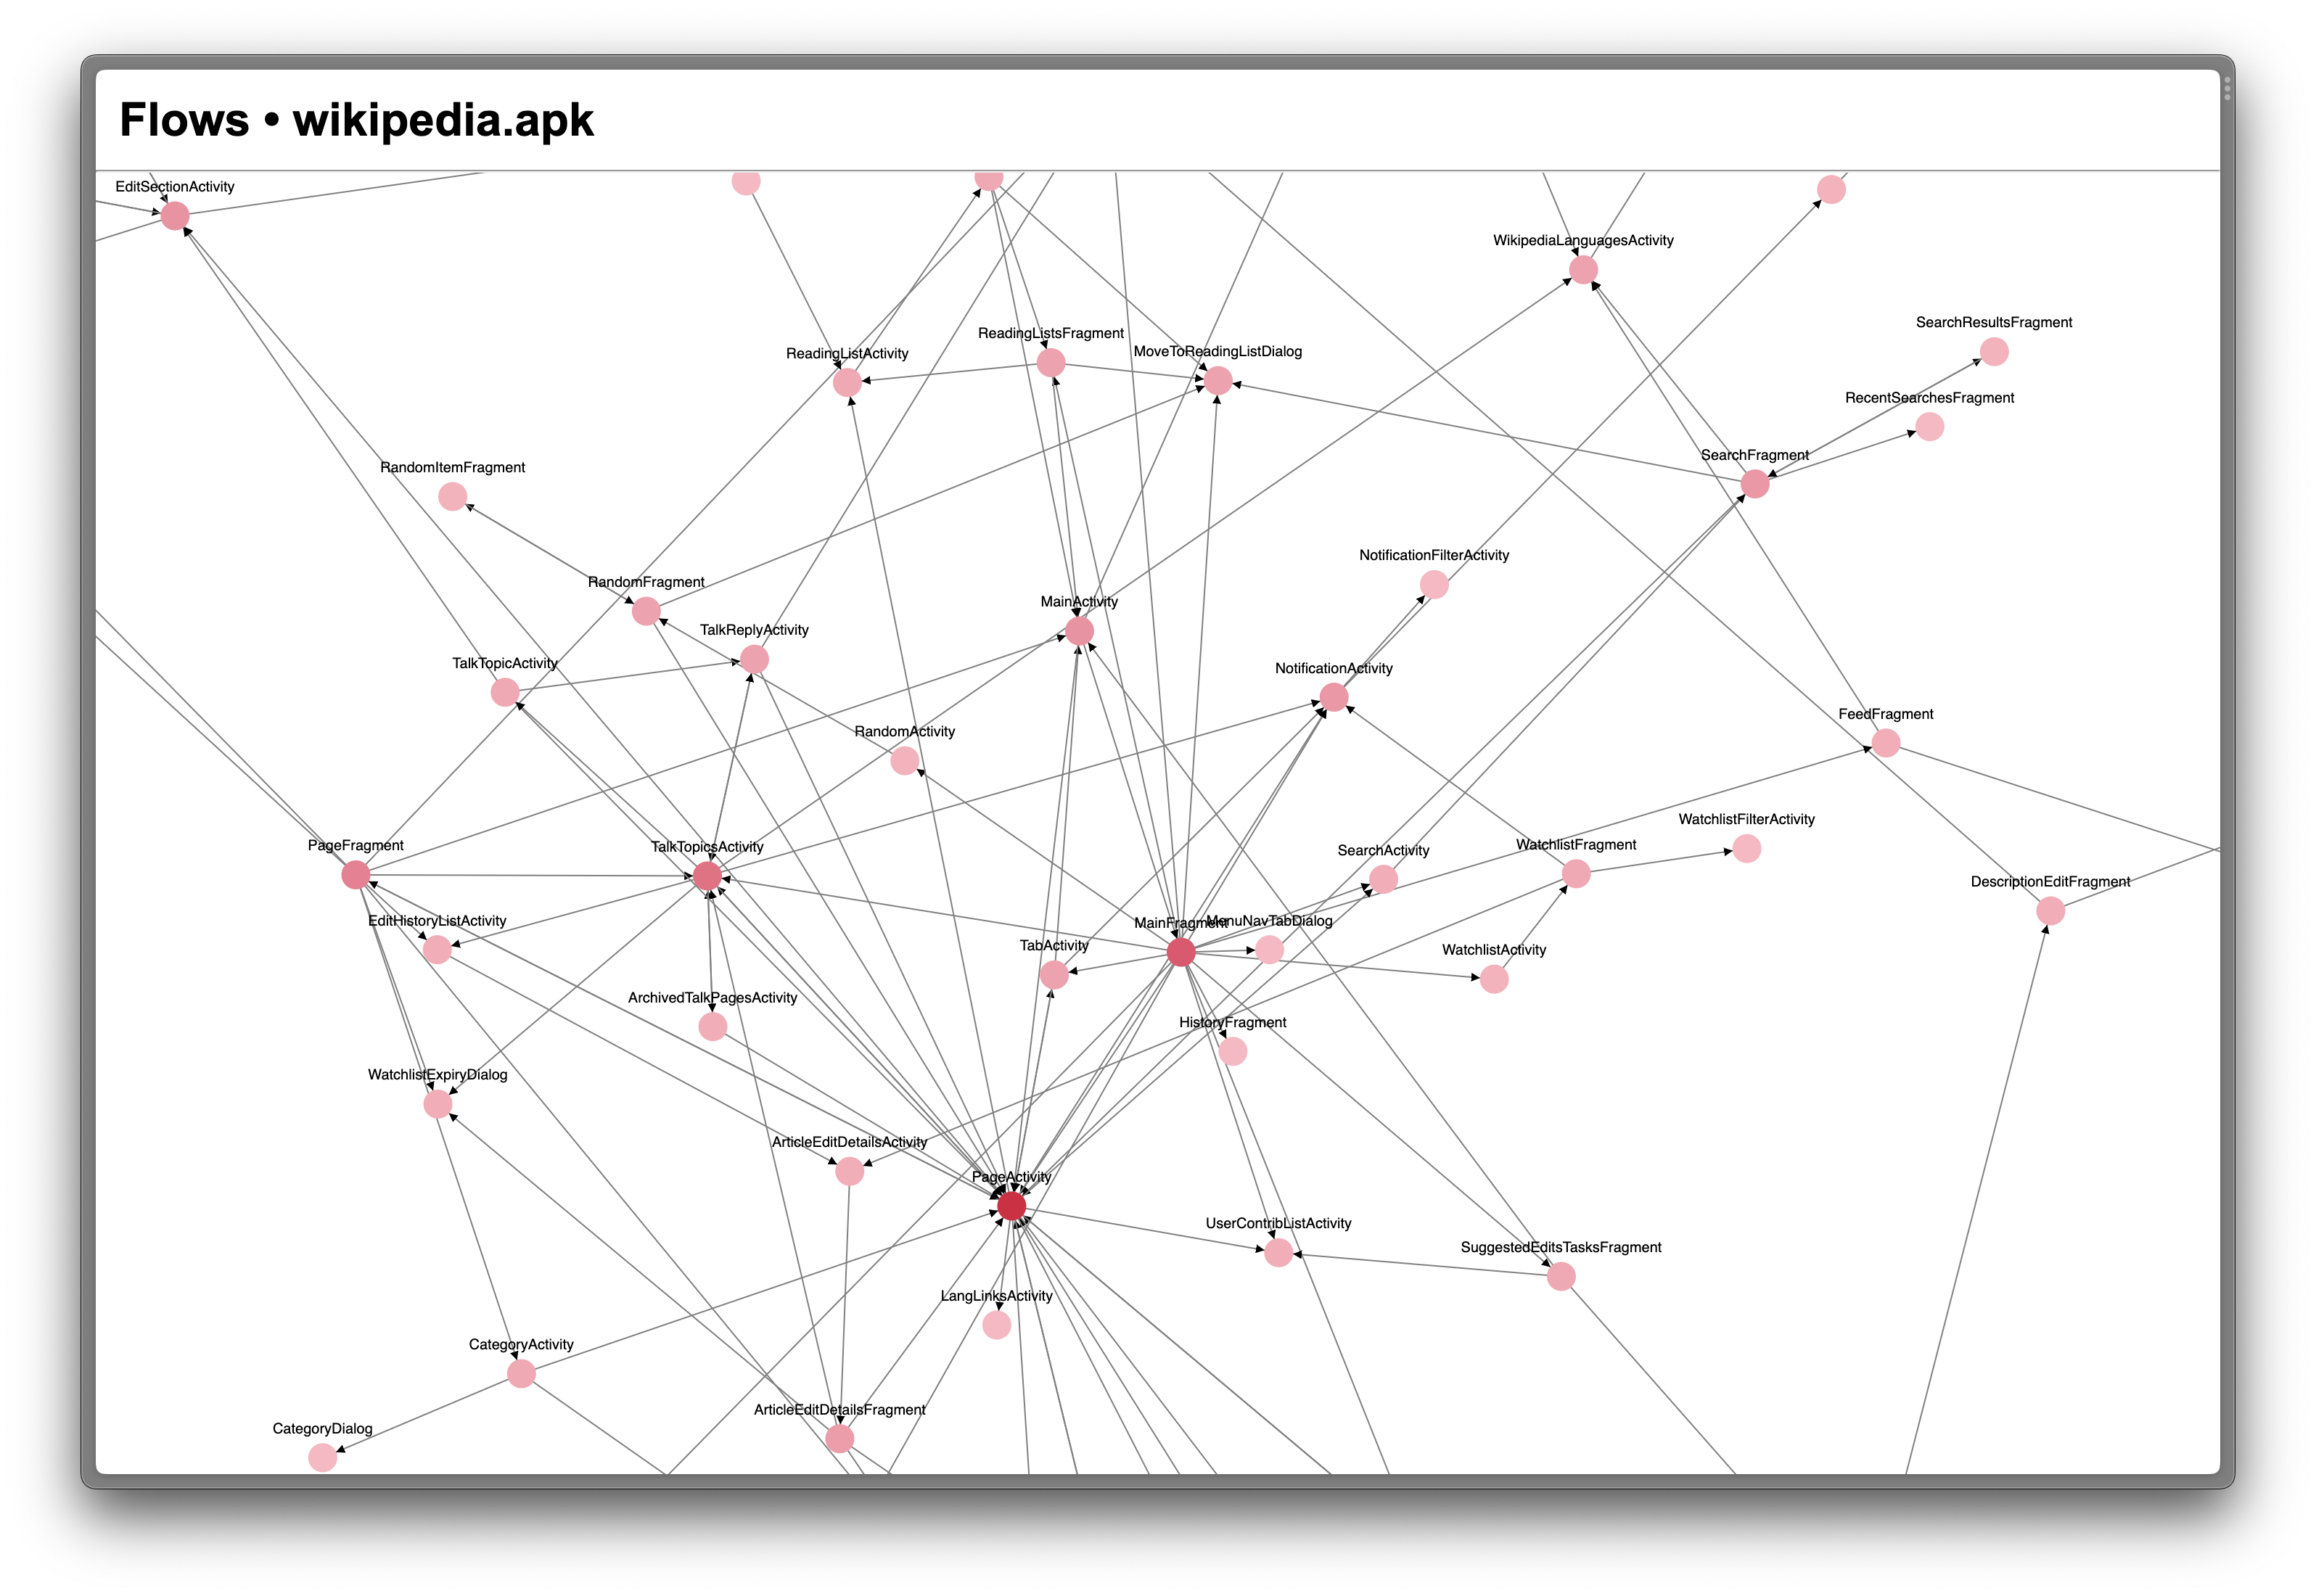 Flows • wikipedia.apk
EditSectionActivity
WikipediaLanguagesActivity
SearchResultsFragment
ReadingListsFragment
ReadingListActivity
MoveToReadingListDialog
RecentSearchesFragment
SearchFragment
RandomItemFragment
NotificationFilterActivity
RandomFragment
MainActivity
TalkReplyActivity
TalkTopicActivity
NotificationActivity
FeedFragment
RandomActivity
WatchlistFilterActivity
PageFragment
TalkTopicsActivity
SearchActivity
WatchlistFragment
DescriptionEditFragment
EditHistoryListActivity
MainFragment
MenuNavTabDialog
TabActivity
WatchlistActivity
ArchivedTalkPagesActivity
HistoryFragment
WatchlistExpiryDialog
ArticleEditDetailsActivity
PageActivity
UserContribListActivity
SuggestedEditsTasksFragment
LangLinksActivity
CategoryActivity
ArticleEditDetailsFragment
CategoryDialog